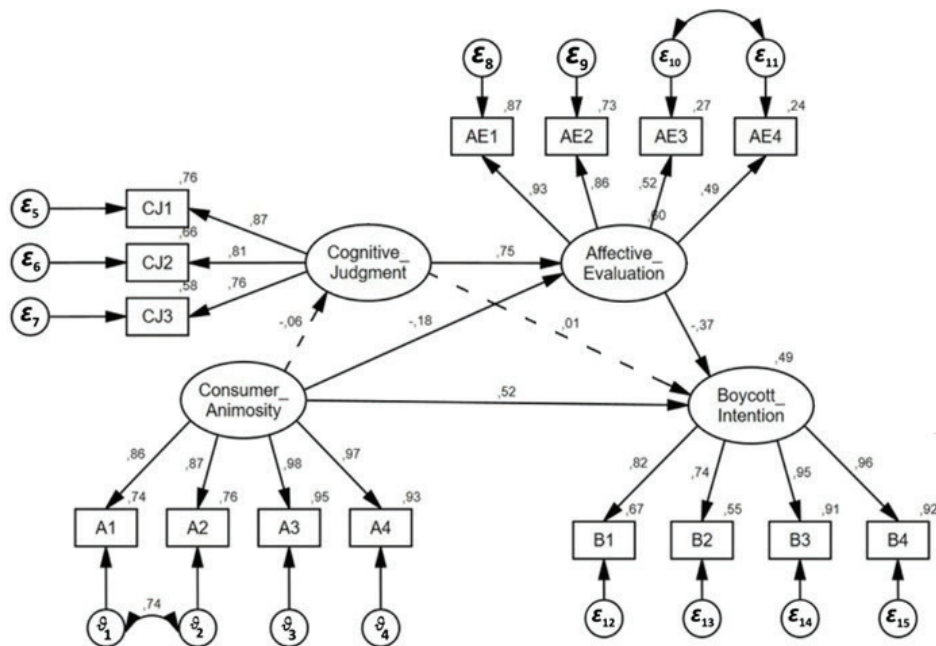 ε8
ε9
ε10
ε11
,87
,73
,27
,24
AE1
AE2
AE3
AE4
,93
,86
,52
,49
,60
Affective_
Evaluation
,76
ε5
CJ1
,87
,66
ε6
CJ2
,81
,58
ε7
CJ3
,76
Cognitive_
Judgment
,75
-,06
-,18
,01
-,37
Consumer_
Animosity
,52
,49
Boycott_
Intention
,86
,87
,98
,97
,74
,76
,95
,93
A1
A2
A3
A4
,74
ϑ1
ϑ2
ϑ3
ϑ4
,82
,74
,95
,96
,67
,55
,91
,92
B1
B2
B3
B4
ε12
ε13
ε14
ε15